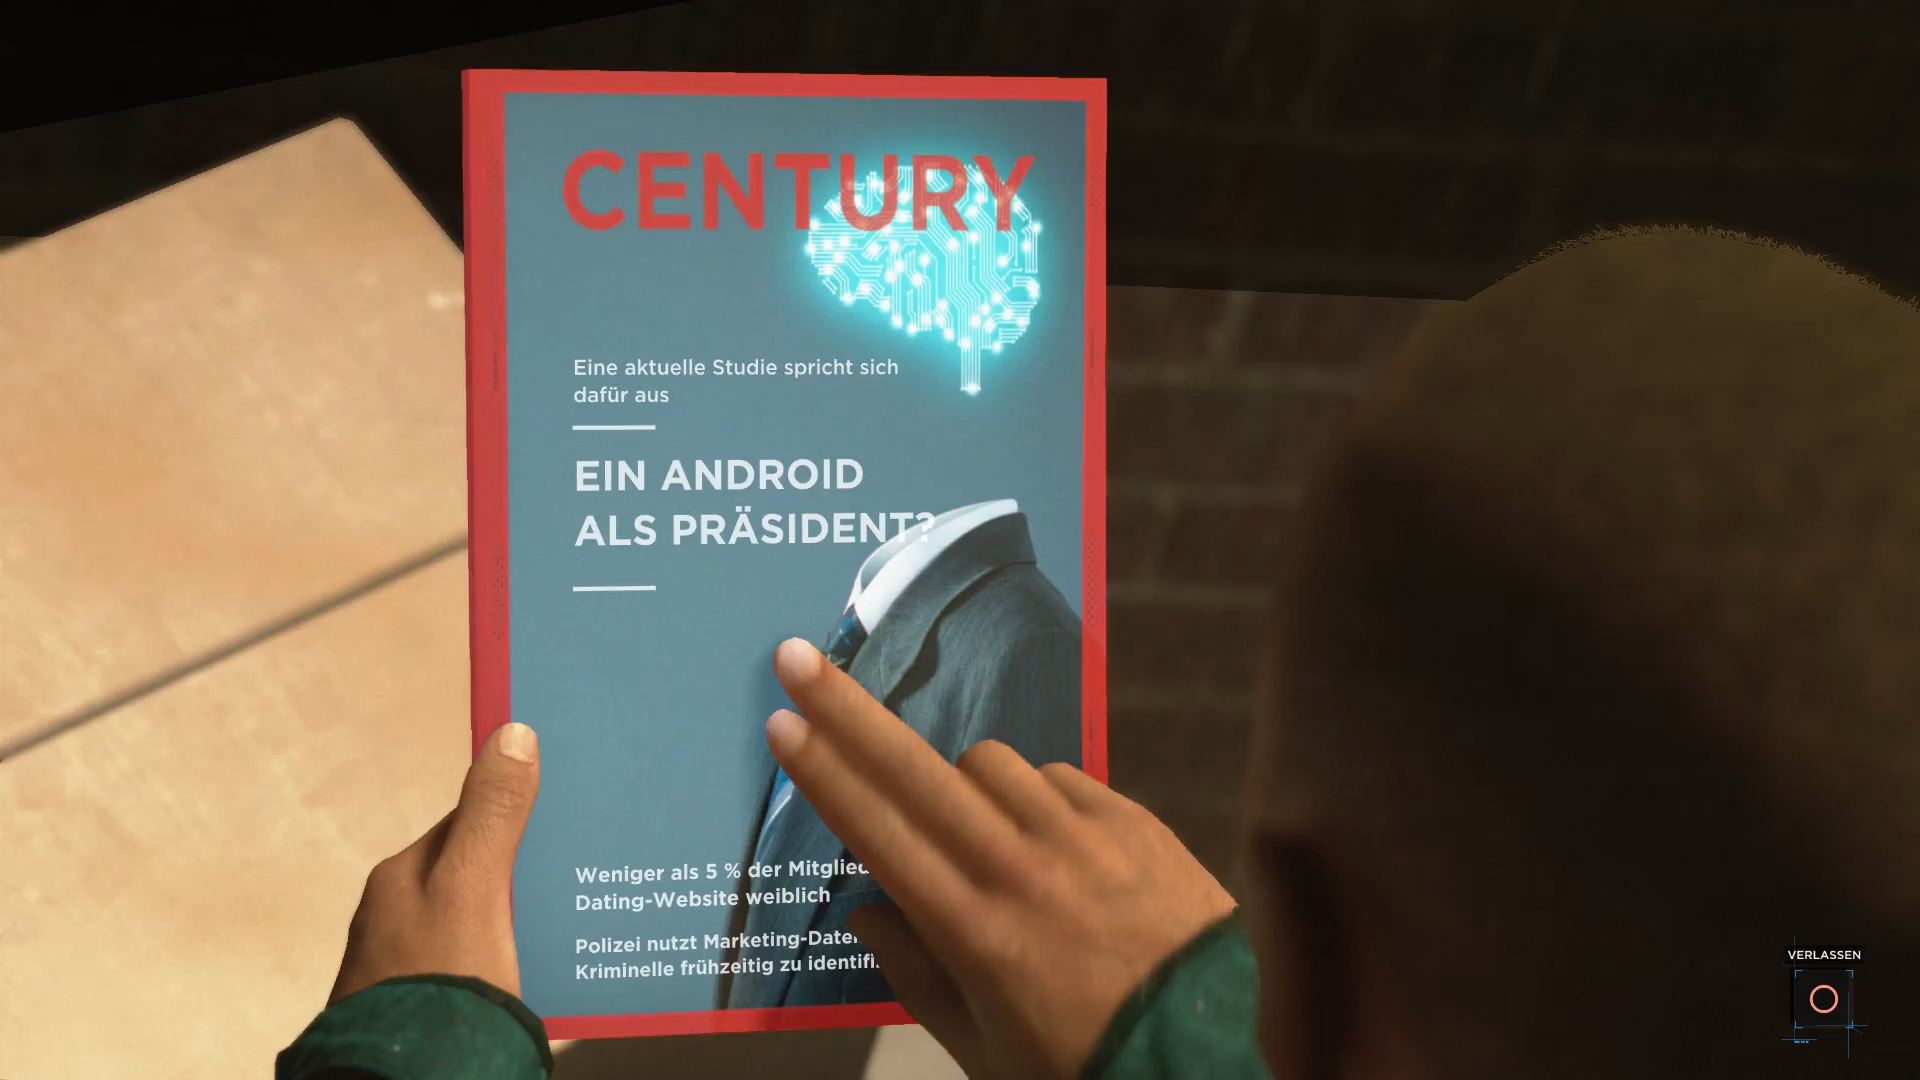 CENTURY
Eine aktuelle Studie spricht sich
dafür aus
EIN ANDROID
ALS PRÄSIDENT?
Weniger als 5 % der
Dating-Website weiblich
Polizei nutzt
Kriminelle frühzeitig zu
VERLASSEN